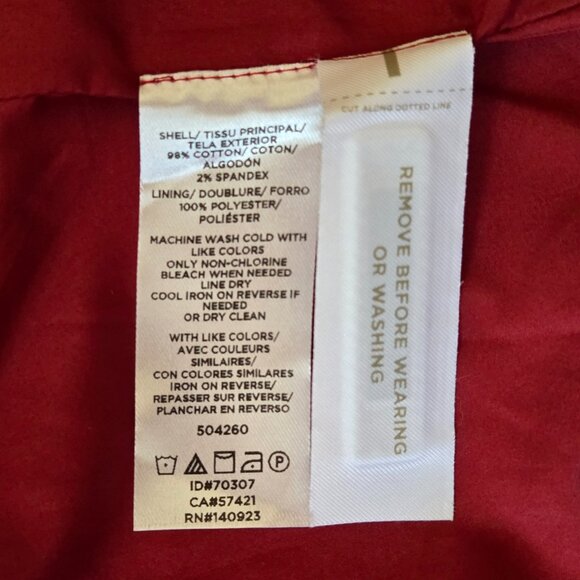 SHELL/ TISSU PRINCIPAL/
TELA EXTERIOR
98% COTTON/ COTON/
ALGODÓN
2% SPANDEX
LINING/ DOUBLURE/ FORRO
100% POLYESTER/
POLIÉSTER
MACHINE WASH COLD WITH
LIKE COLORS
ONLY NON-CHLORINE
BLEACH WHEN NEEDED
LINE DRY
COOL IRON ON REVERSE IF
NEEDED
OR DRY CLEAN
WITH LIKE COLORS/
AVEC COULEURS
SIMILAIRES/
CON COLORES SIMILARES
IRON ON REVERSE/
REPASSER SUR REVERSE/
PLANCHAR EN REVERSO
504260
P
ID#70307
CA#57421
RN#140923
CUT ALONG DOTTED LINE
REMOVE BEFORE WEARING
OR WASHING